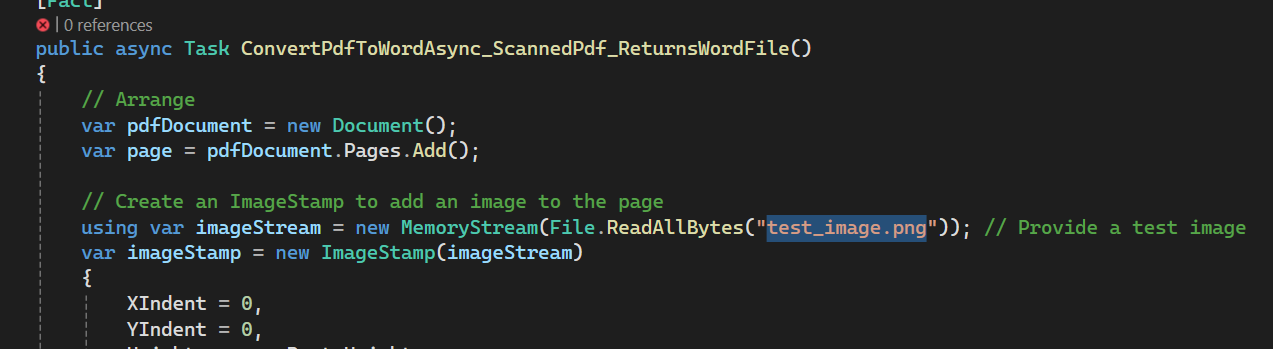 [Fact]
| 0 references
public async Task ConvertPdfToWordAsync_ScannedPdf_ReturnsWordFile()
{
// Arrange
var pdfDocument = new Document();
var page = pdfDocument.Pages.Add();
// Create an ImageStamp to add an image to the page
using var imageStream = new MemoryStream(File.ReadAllBytes("test_image.png")); // Provide a test image
var imageStamp = new ImageStamp(imageStream)
{
XIndent = 0,
YIndent = 0,